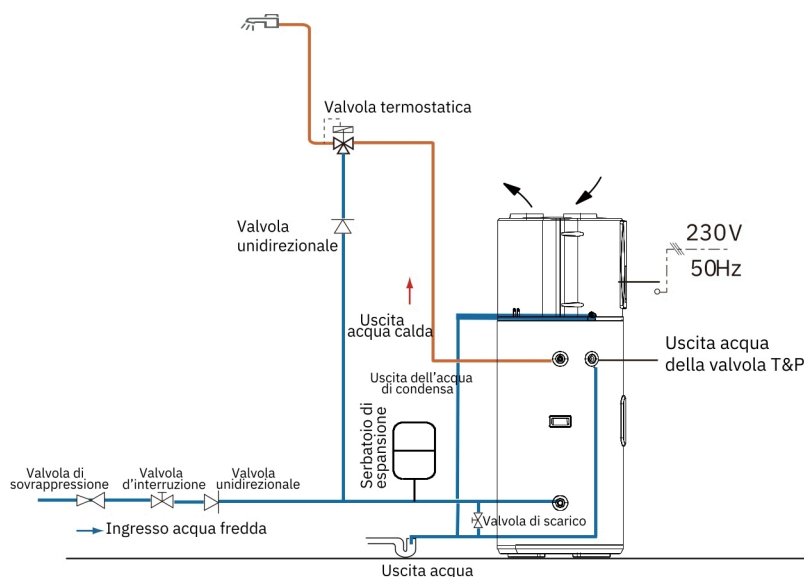 Valvola termostatica
Valvola
unidirezionale
230V
50Hz
Uscita
acqua calda
Uscita acqua
della valvola T&P
Uscita dell'acqua
di condensa
Serbatoio di
espansione
Valvola di
sovrappressione
Valvola
d'interruzione
Valvola
unidirezionale
Ingresso acqua fredda
Valvola di scarico
Uscita acqua